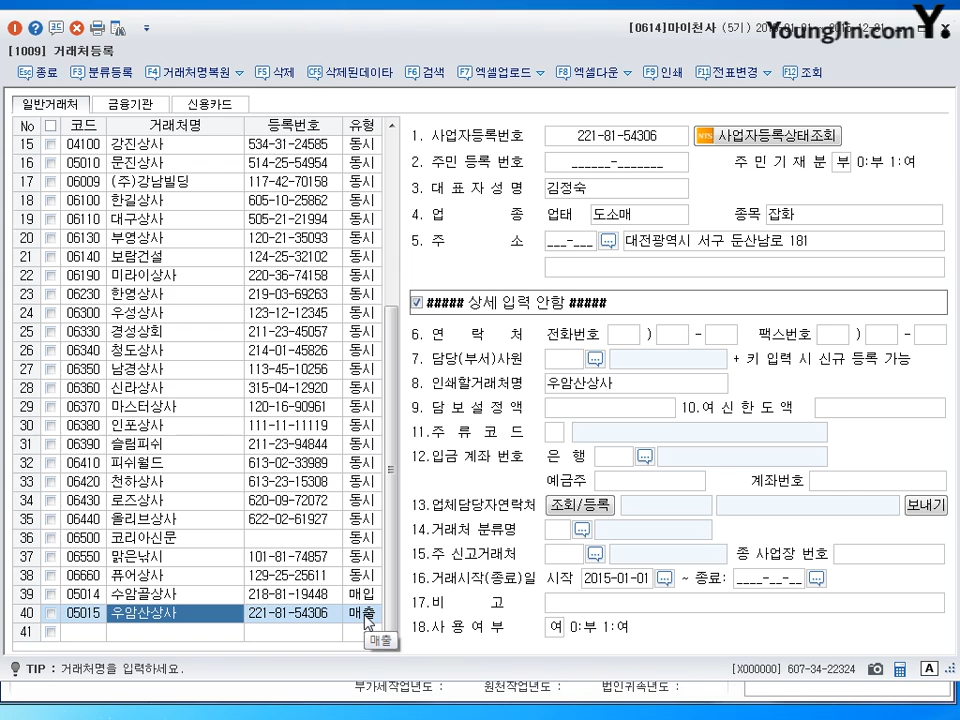 [0614]마이천사 (5기)
YoungJin.com Y.
[1009] 거래처등록
Esc 종료 F3 분류등록 F4 거래처명복원 F5 삭제 CF5 삭제된데이타 F6 검색 F7 엑셀업로드 F8 엑셀다운 F9 인쇄 F11 전표변경 F12 조회
일반거래처 금융기관 신용카드
No 코드 거래처명 등록번호 유형
15 04100 강진상사 534-31-24585 동시
16 05010 문진상사 514-25-54954 동시
17 06009 (주)강남빌딩 117-42-70158 동시
18 06100 한길상사 605-10-25862 동시
19 06110 대구상사 505-21-21994 동시
20 06130 부영상사 120-21-35093 동시
21 06140 보람건설 124-25-32102 동시
22 06190 미라이상사 220-36-74158 동시
23 06230 한영상사 219-03-69263 동시
24 06300 우성상사 123-12-12345 동시
25 06330 경성상회 211-23-45057 동시
26 06340 청도상사 214-01-45826 동시
27 06350 남경상사 113-45-10256 동시
28 06360 신라상사 315-04-12920 동시
29 06370 마스터상사 120-16-90961 동시
30 06380 인포상사 111-11-11119 동시
31 06390 슬림피쉬 211-23-94844 동시
32 06410 피쉬월드 613-02-33989 동시
33 06420 천하상사 613-23-15308 동시
34 06430 로즈상사 620-09-72072 동시
35 06440 올리브상사 622-02-61927 동시
36 06500 코리아신문 동시
37 06550 맑은낚시 101-81-74857 동시
38 06660 퓨어상사 129-25-25611 동시
39 05014 수암골상사 218-81-19448 매입
40 05015 우암산상사 221-81-54306 매출
41
매출
1. 사업자등록번호 221-81-54306 NTS 사업자등록상태조회
2. 주민 등록 번호 ______-_______ 주 민 기 재 분 부 0:부 1:여
3. 대 표 자 성 명 김정숙
4. 업 종 업태 도소매 종목 잡화
5. 주 소 ___-___ 대전광역시 서구 둔산남로 181
##### 상세 입력 안함 #####
6. 연 락 처 전화번호 ) - 팩스번호 ) -
7. 담당(부서)사원 + 키 입력 시 신규 등록 가능
8. 인쇄할거래처명 우암산상사
9. 담 보 설 정 액 10.여 신 한 도 액
11.주 류 코 드
12.입금 계좌 번호 은 행
예금주 계좌번호
13.업체담당자연락처 조회/등록 보내기
14.거래처 분류명
15.주 신고거래처 종 사업장 번호
16.거래시작(종료)일 시작 2015-01-01 ~ 종료: ____-__-__
17.비 고
18.사 용 여 부 여 0:부 1:여
TIP : 거래처명을 입력하세요.
[X000000] 607-34-22324 A
부가세작업년도 : 원천작업년도 : 법인귀속년도 :